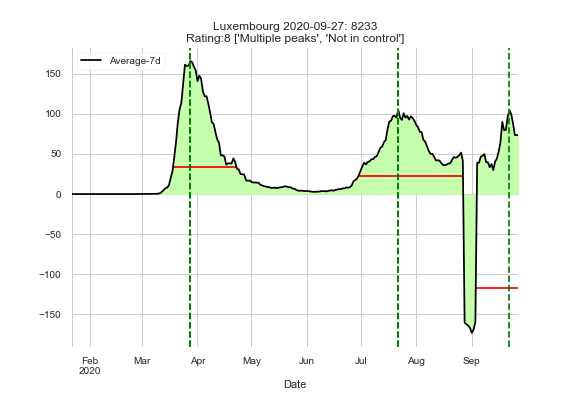 Luxembourg 2020-09-27: 8233
Rating:8 ['Multiple peaks', 'Not in control']
Average-7d
150
100
50
0
−50
−100
−150
Feb
2020
Mar
Apr
May
Jun
Jul
Aug
Sep
Date